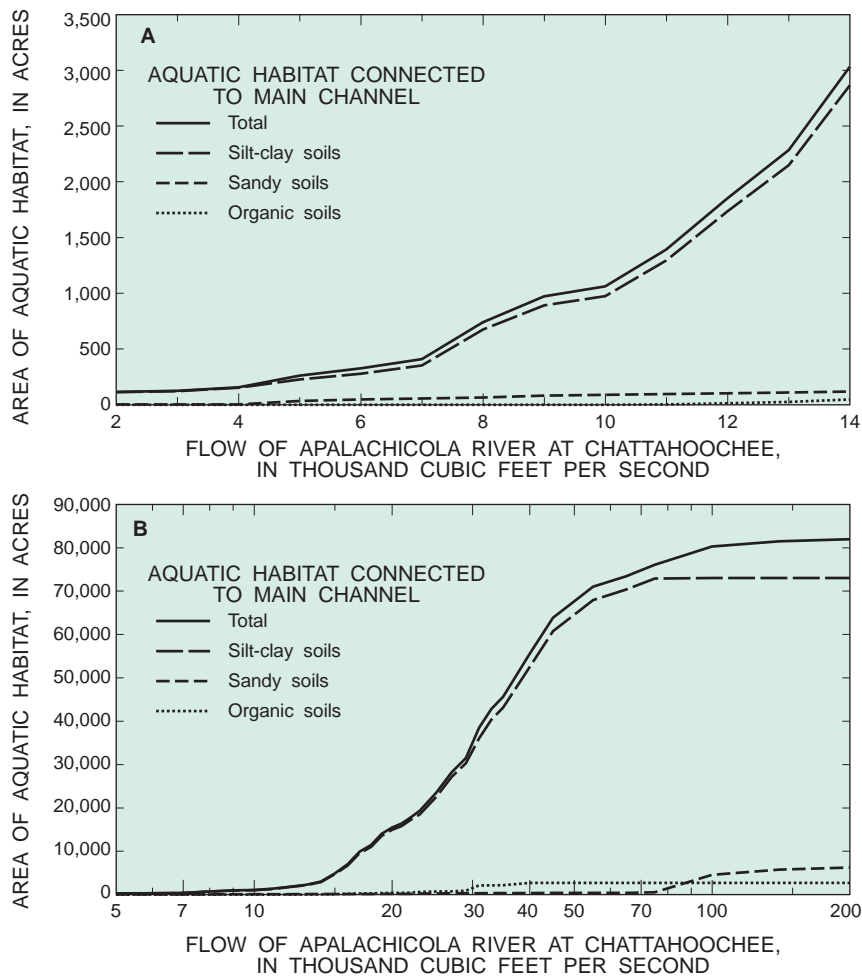 A
AREA OF AQUATIC HABITAT, IN ACRES
3,500
3,000
2,500
2,000
1,500
1,000
500
0
AQUATIC HABITAT CONNECTED
TO MAIN CHANNEL
Total
Silt-clay soils
Sandy soils
Organic soils
2 4 6 8 10 12 14
FLOW OF APALACHICOLA RIVER AT CHATTAHOOCHEE,
IN THOUSAND CUBIC FEET PER SECOND
B
AREA OF AQUATIC HABITAT, IN ACRES
90,000
80,000
70,000
60,000
50,000
40,000
30,000
20,000
10,000
0
AQUATIC HABITAT CONNECTED
TO MAIN CHANNEL
Total
Silt-clay soils
Sandy soils
Organic soils
5 7 10 20 30 40 50 70 100 200
FLOW OF APALACHICOLA RIVER AT CHATTAHOOCHEE,
IN THOUSAND CUBIC FEET PER SECOND